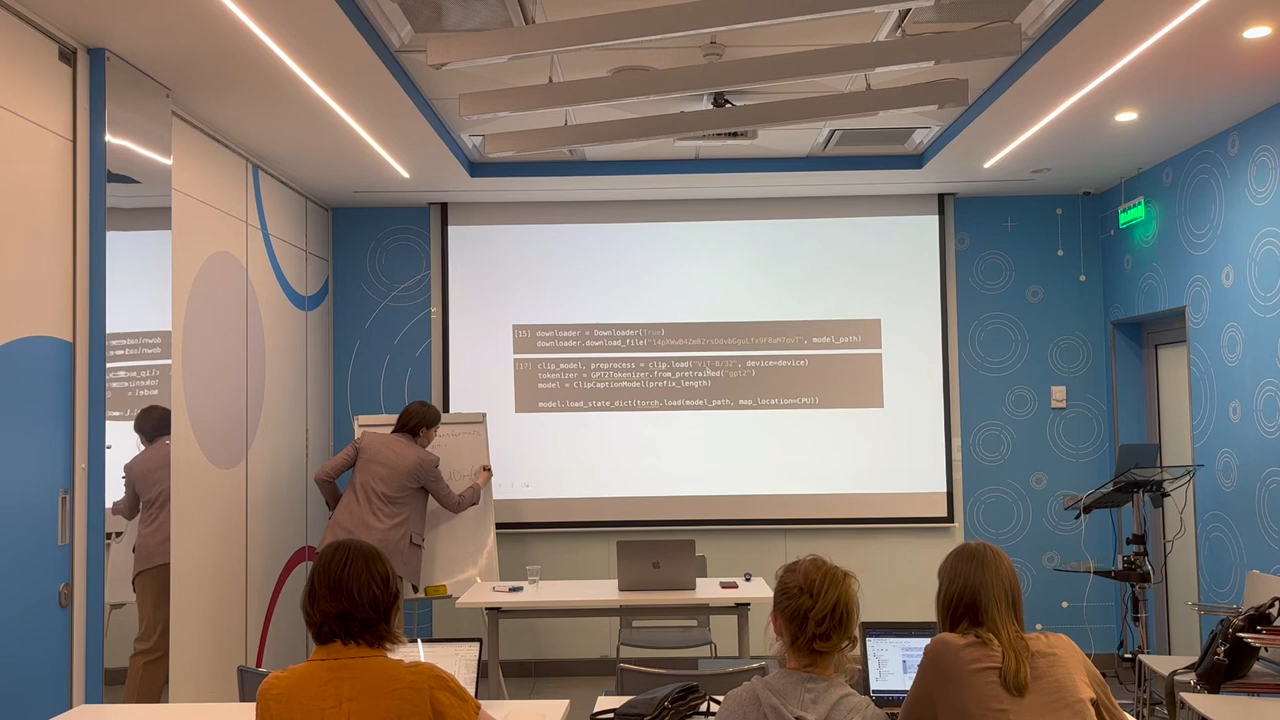 [15] downloader = Downloader(True)
downloader.download_file("14pXWwB4Zm82rsDdvbGguLfx9F8aM7ovT", model_path)
[17] clip_model, preprocess = clip.load("ViT-B/32", device=device)
tokenizer = GPT2Tokenizer.from_pretrained("gpt2")
model = ClipCaptionModel(prefix_length)
model.load_state_dict(torch.load(model_path, map_location=CPU))